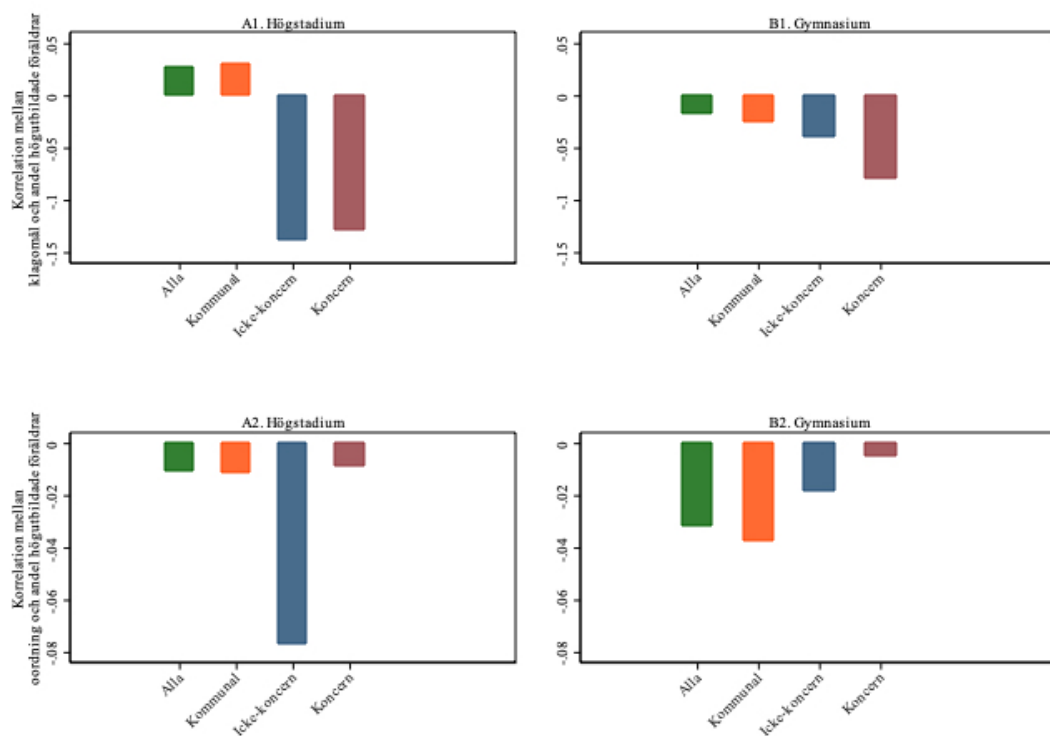 A1. Högstadium
Korrelation mellan
klagomål och andel högutbildade föräldrar
.05
0
-.05
-.1
-.15
Alla
Kommunal
Icke-koncern
Koncern
B1. Gymnasium
.05
0
-.05
-.1
-.15
Alla
Kommunal
Icke-koncern
Koncern
A2. Högstadium
Korrelation mellan
oordning och andel högutbildade föräldrar
0
-.02
-.04
-.06
-.08
Alla
Kommunal
Icke-koncern
Koncern
B2. Gymnasium
0
-.02
-.04
-.06
-.08
Alla
Kommunal
Icke-koncern
Koncern